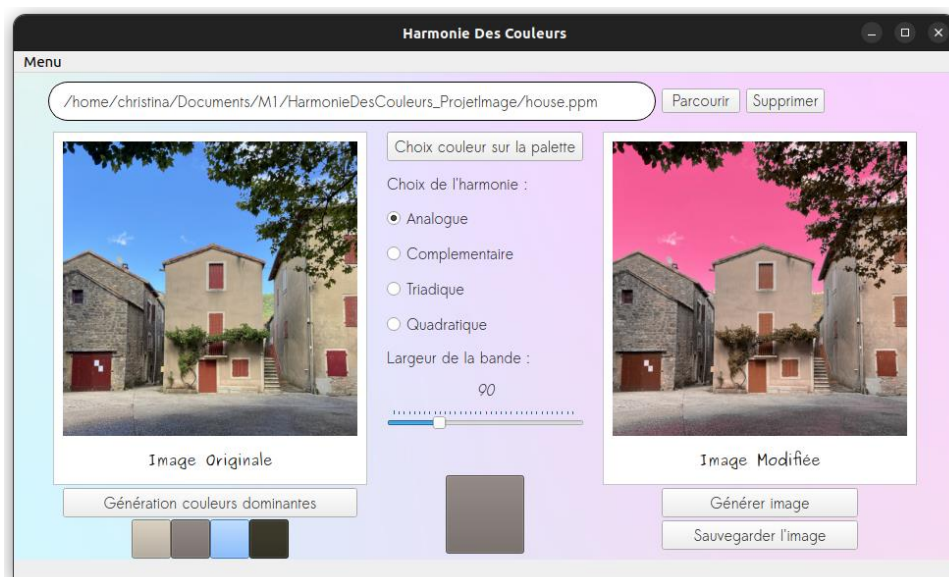 Harmonie Des Couleurs
Menu
/home/christina/Documents/M1/HarmonieDesCouleurs_ProjetImage/house.ppm
Parcourir
Supprimer
Choix couleur sur la palette
Choix de l'harmonie :
Analogue
Complementaire
Triadique
Quadratique
Largeur de la bande :
90
Image Originale
Image Modifiée
Génération couleurs dominantes
Générer image
Sauvegarder l'image